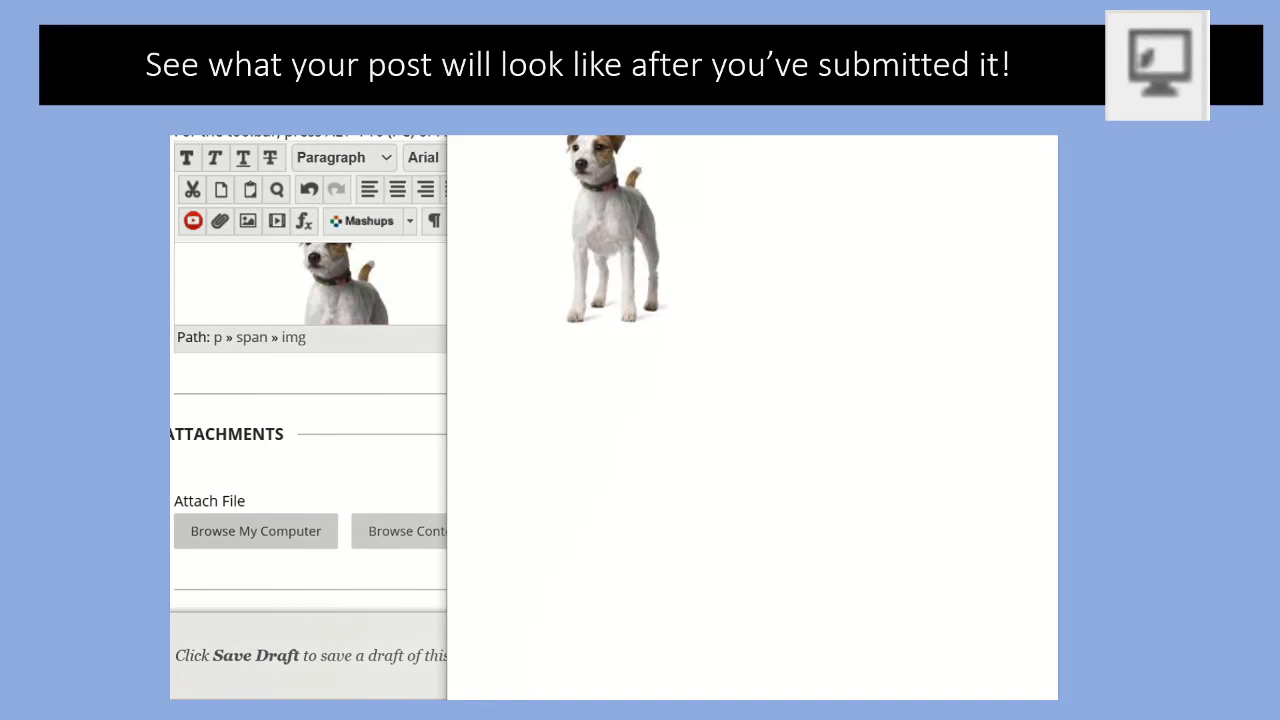 See what your post will look like after you've submitted it!
T T T T Paragraph Arial
fx Mashups ¶
Path: p » span » img
ATTACHMENTS
Attach File
Browse My Computer Browse Cont
Click Save Draft to save a draft of this